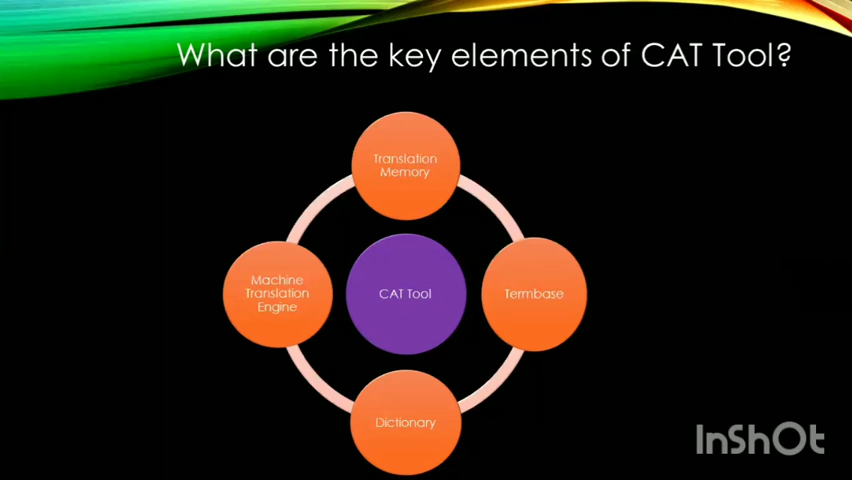 What are the key elements of CAT Tool?
Translation
Memory
Machine
Translation
Engine
CAT Tool
Termbase
Dictionary
InShOt